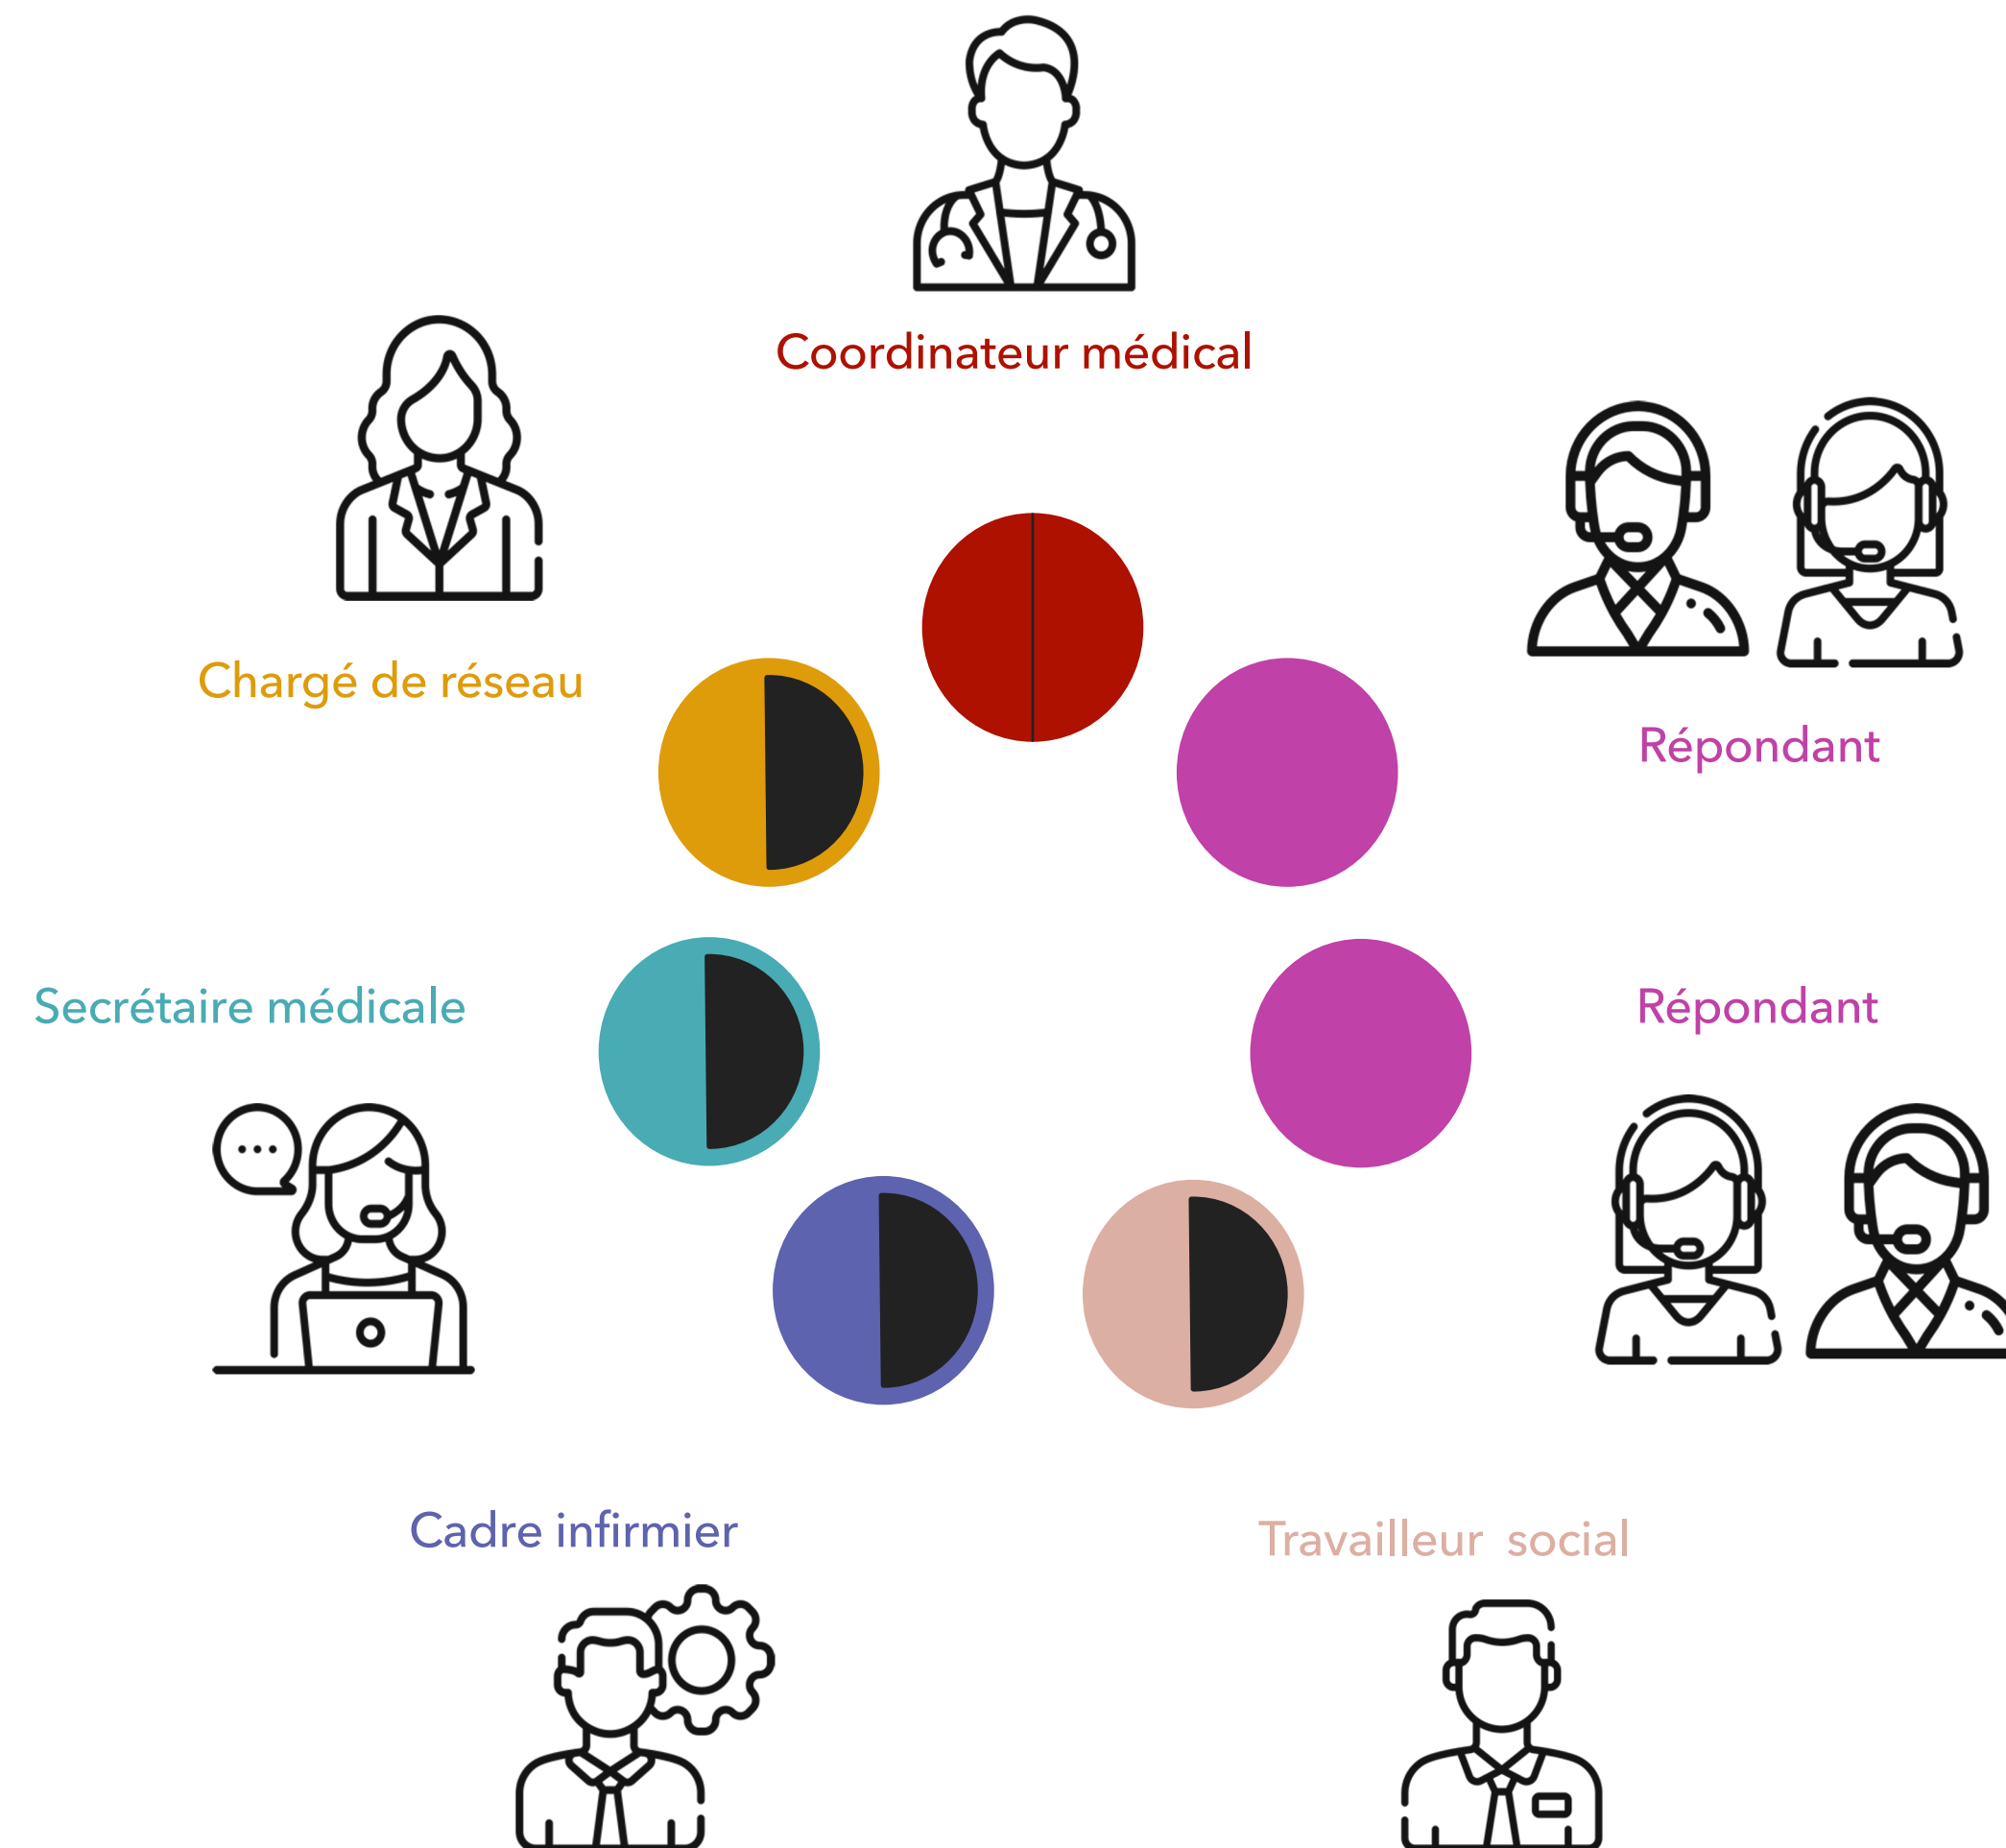 Coordinateur médical
Chargé de réseau
Répondant
Secrétaire médicale
Répondant
Cadre infirmier
Travailleur social